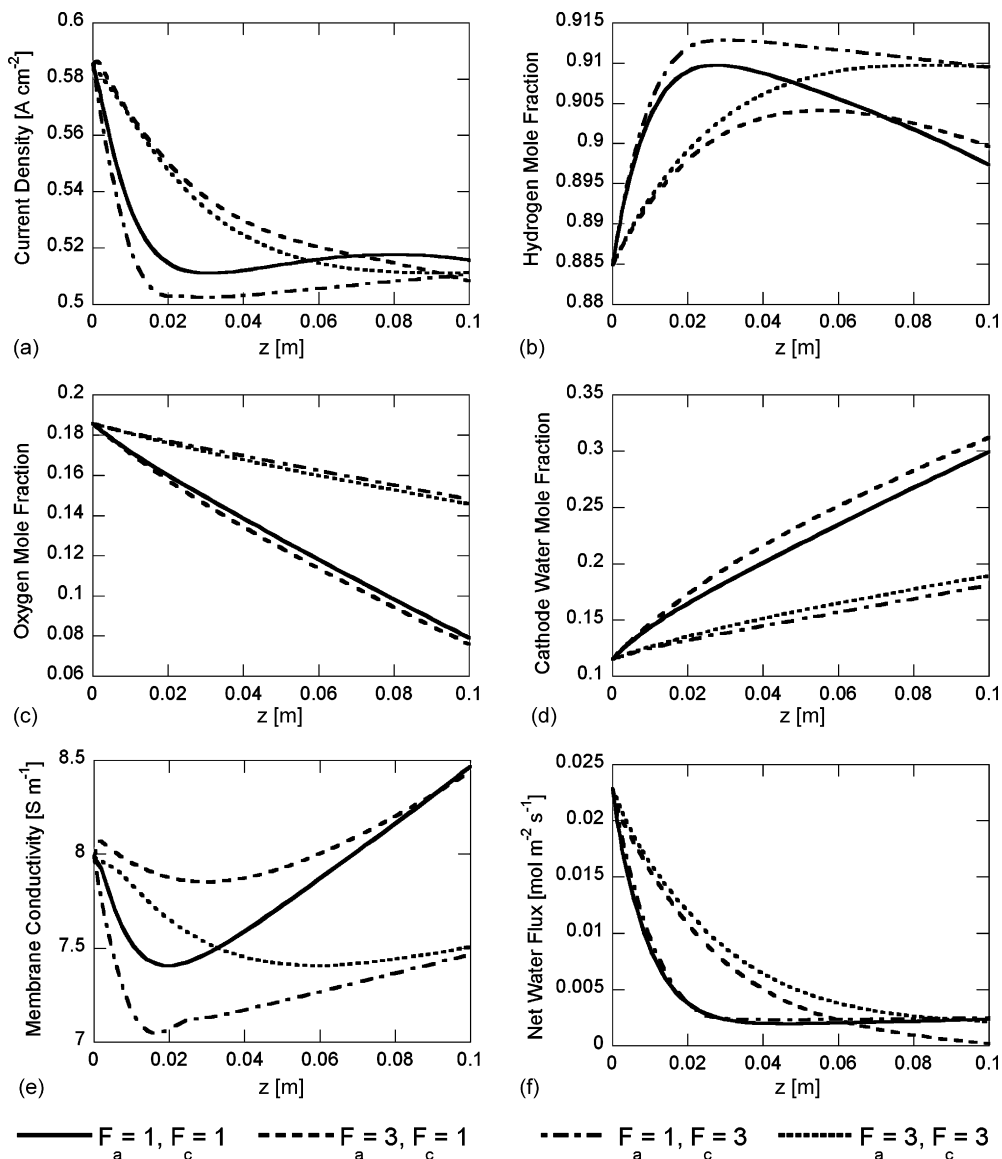 0.6
0.58
0.56
0.54
0.52
0.5
Current Density [A cm-2]
0 0.02 0.04 0.06 0.08 0.1
(a) z [m]
0.915
0.91
0.905
0.9
0.895
0.89
0.885
0.88
Hydrogen Mole Fraction
0 0.02 0.04 0.06 0.08 0.1
(b) z [m]
0.2
0.18
0.16
0.14
0.12
0.1
0.08
0.06
Oxygen Mole Fraction
0 0.02 0.04 0.06 0.08 0.1
(c) z [m]
0.35
0.3
0.25
0.2
0.15
0.1
Cathode Water Mole Fraction
0 0.02 0.04 0.06 0.08 0.1
(d) z [m]
8.5
8
7.5
7
Membrane Conductivity [S m-1]
0 0.02 0.04 0.06 0.08 0.1
(e) z [m]
0.025
0.02
0.015
0.01
0.005
0
Net Water Flux [mol m-2 s-1]
0 0.02 0.04 0.06 0.08 0.1
(f) z [m]
Fa = 1, Fc = 1 Fa = 3, Fc = 1 Fa = 1, Fc = 3 Fa = 3, Fc = 3